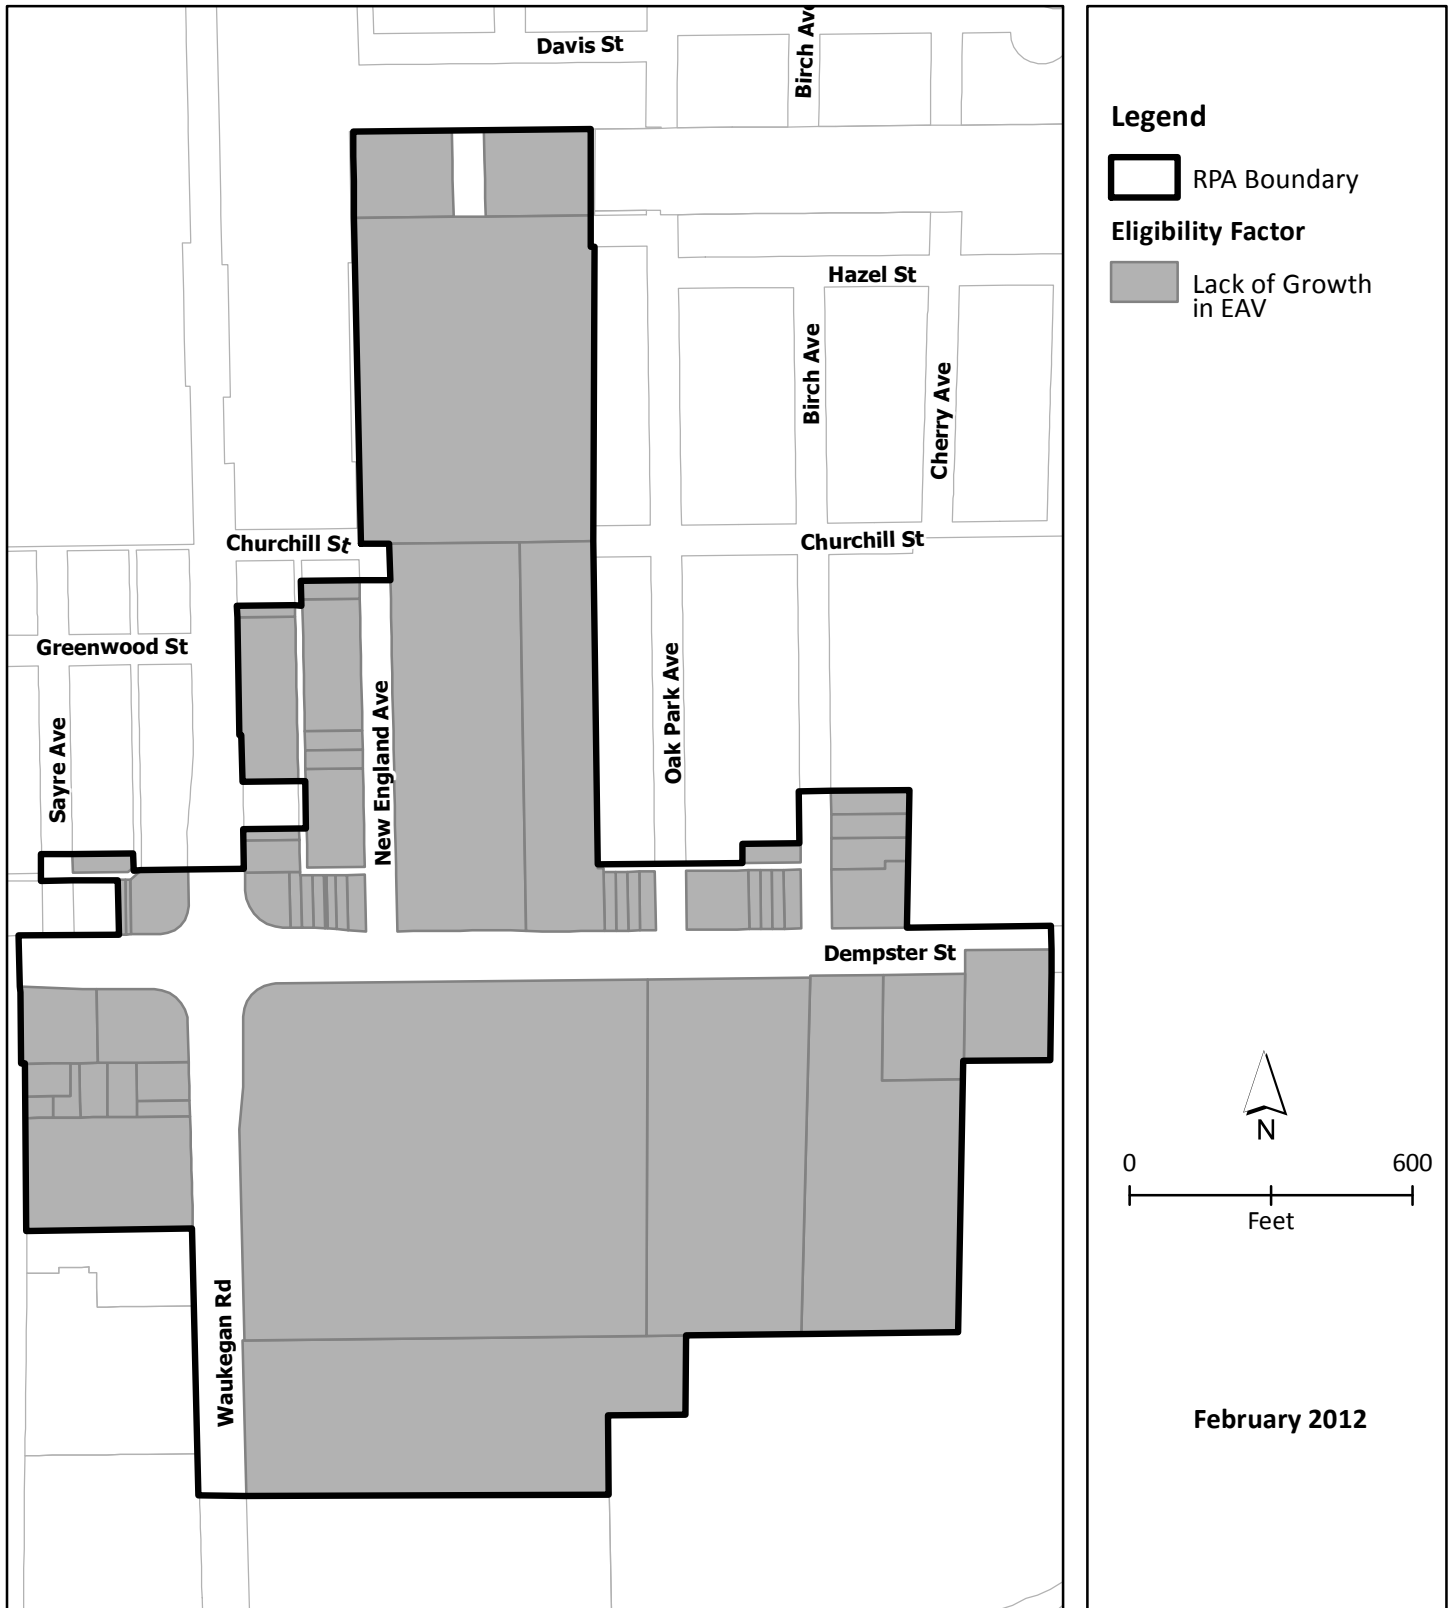 Davis St
Birch Ave
Hazel St
Birch Ave
Cherry Ave
Churchill St
Churchill St
Greenwood St
Sayre Ave
New England Ave
Oak Park Ave
Dempster St
Waukegan Rd
Legend
RPA Boundary
Eligibility Factor
Lack of Growth
in EAV
N
0 600
Feet
February 2012